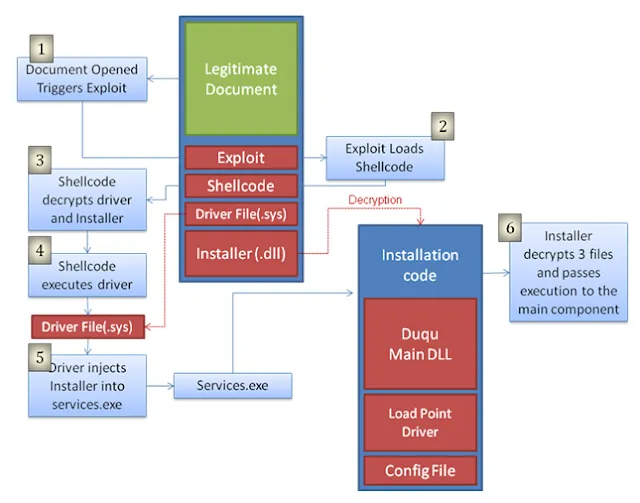 1
Document Opened
Triggers Exploit
Legitimate
Document
2
Exploit Loads
Shellcode
Exploit
Shellcode
Driver File(.sys)
Installer (.dll)
Decryption
3
Shellcode
decrypts driver
and Installer
4
Shellcode
executes driver
Driver File(.sys)
5
Driver injects
Installer into
services.exe
Services.exe
Installation
code
Duqu
Main DLL
Load Point
Driver
Config File
6
Installer
decrypts 3 files
and passes
execution to the
main component